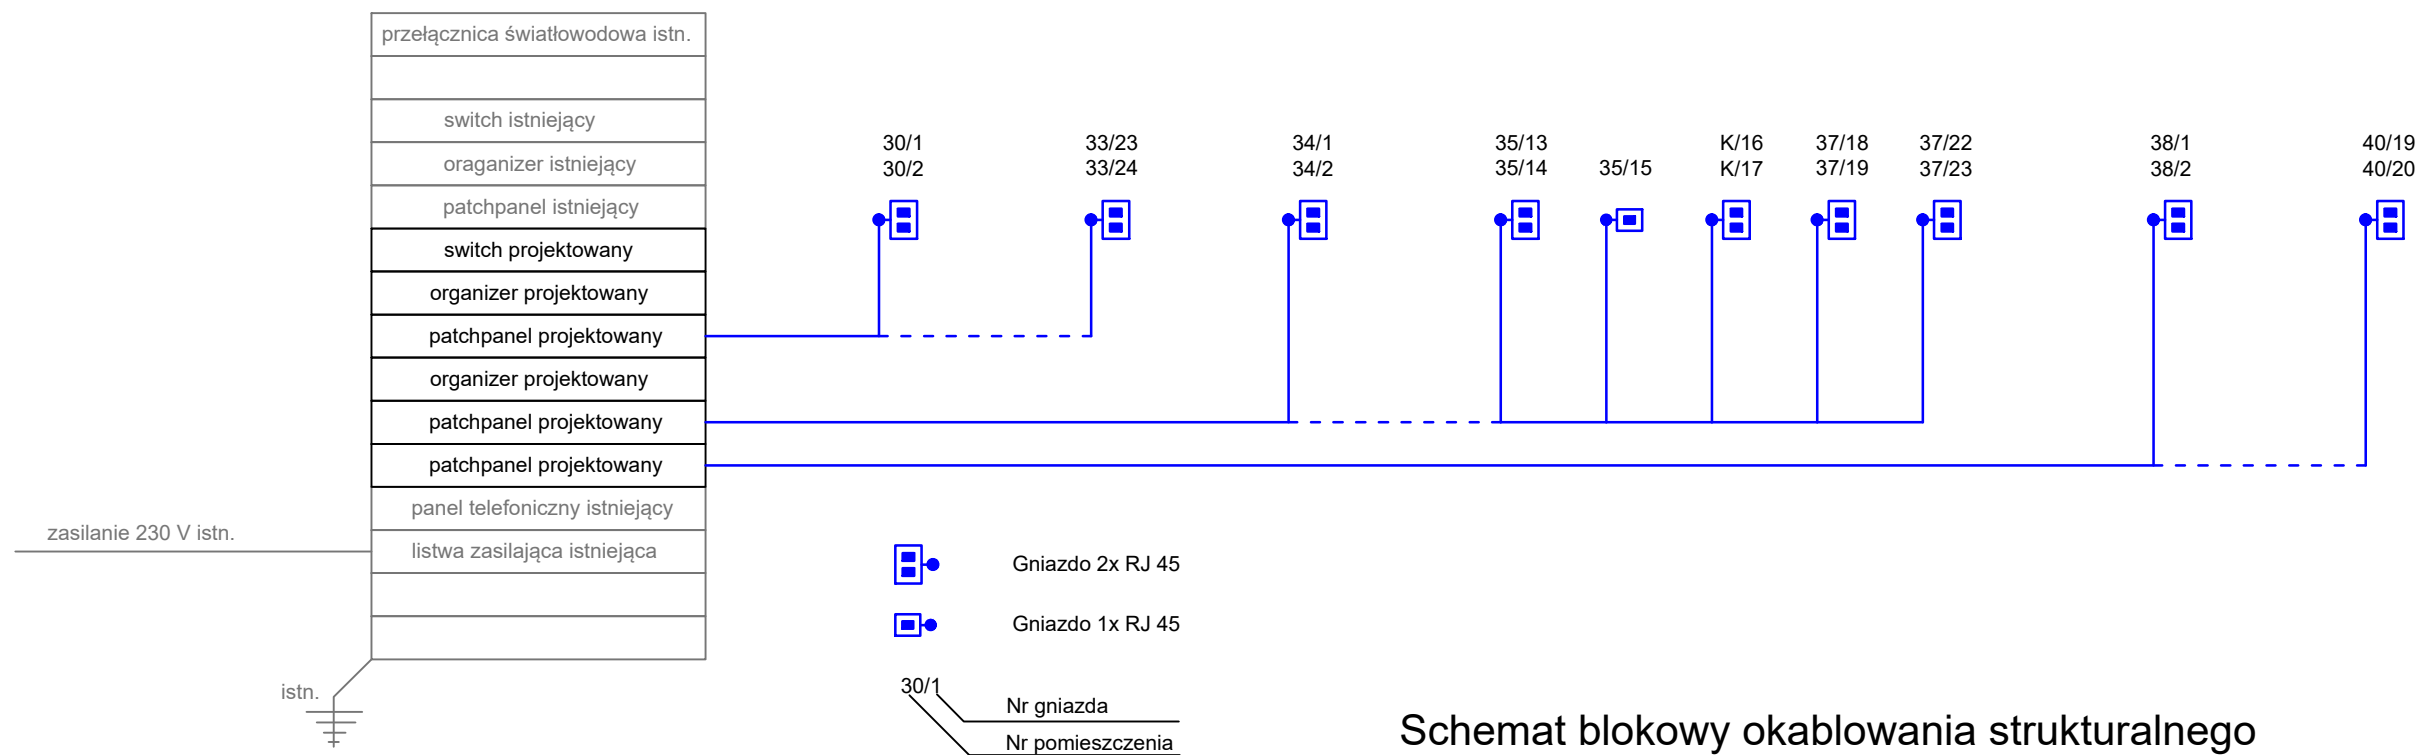 przełącznica światłowodowa istn.
switch istniejący
oraganizer istniejący
patchpanel istniejący
switch projektowany
organizer projektowany
patchpanel projektowany
organizer projektowany
patchpanel projektowany
patchpanel projektowany
panel telefoniczny istniejący
listwa zasilająca istniejąca
zasilanie 230 V istn.
istn.
30/1 33/23 34/1 35/13 K/16 37/18 37/22 38/1 40/19
30/2 33/24 34/2 35/14 35/15 K/17 37/19 37/23 38/2 40/20
Gniazdo 2x RJ 45
Gniazdo 1x RJ 45
30/1
Nr gniazda
Nr pomieszczenia
Schemat blokowy okablowania strukturalnego